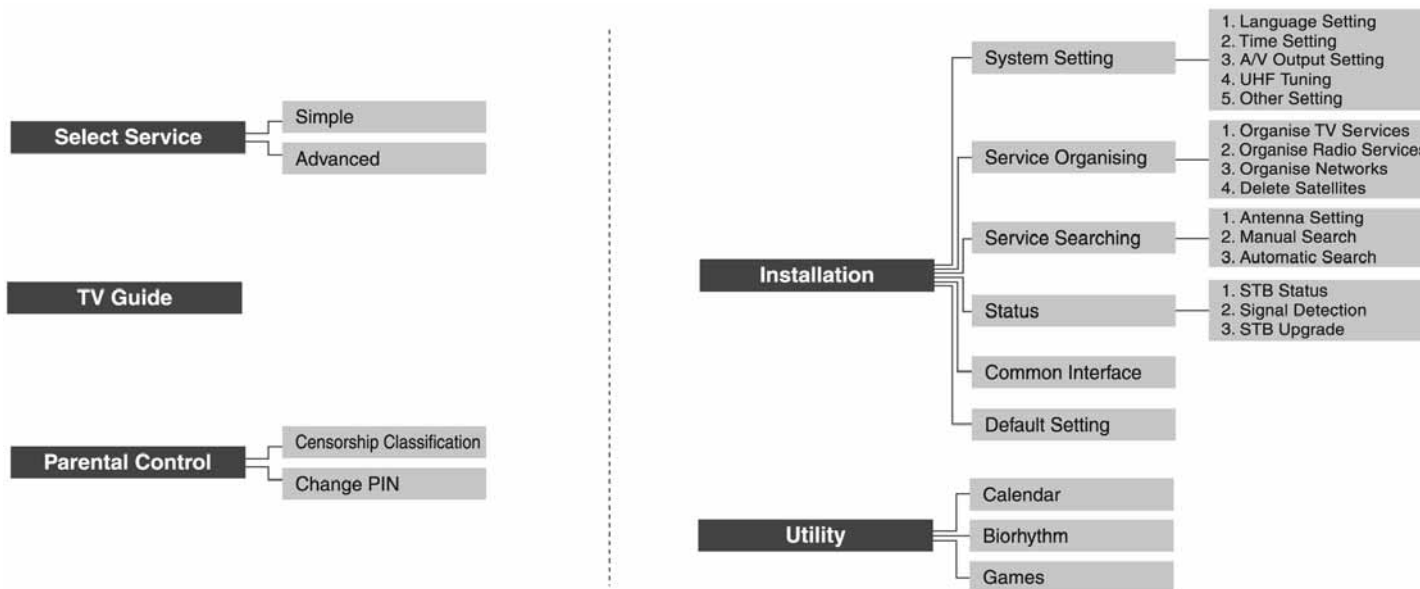 Select Service
Simple
Advanced
TV Guide
Parental Control
Censorship Classification
Change PIN
Installation
System Setting
1. Language Setting
2. Time Setting
3. A/V Output Setting
4. UHF Tuning
5. Other Setting
Service Organising
1. Organise TV Services
2. Organise Radio Services
3. Organise Networks
4. Delete Satellites
Service Searching
1. Antenna Setting
2. Manual Search
3. Automatic Search
Status
1. STB Status
2. Signal Detection
3. STB Upgrade
Common Interface
Default Setting
Utility
Calendar
Biorhythm
Games